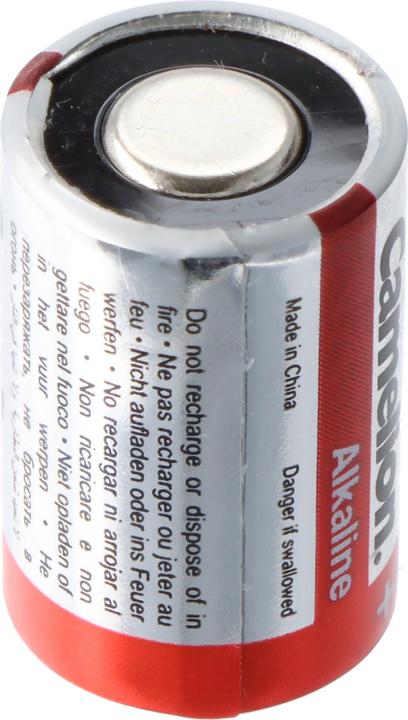 Camelion®
+
Alkaline
Made in China Danger if swallowed
Do not recharge or dispose of in
fire • Ne pas recharger ou jeter au
feu • Nicht aufladen oder ins Feuer
werfen • No recargar ni arrojar al
fuego • Non ricaricare e non
gettare nel fuoco • Niet opladen of
in het vuur werpen • Не
перезаряжать и не бросать в
огонь •